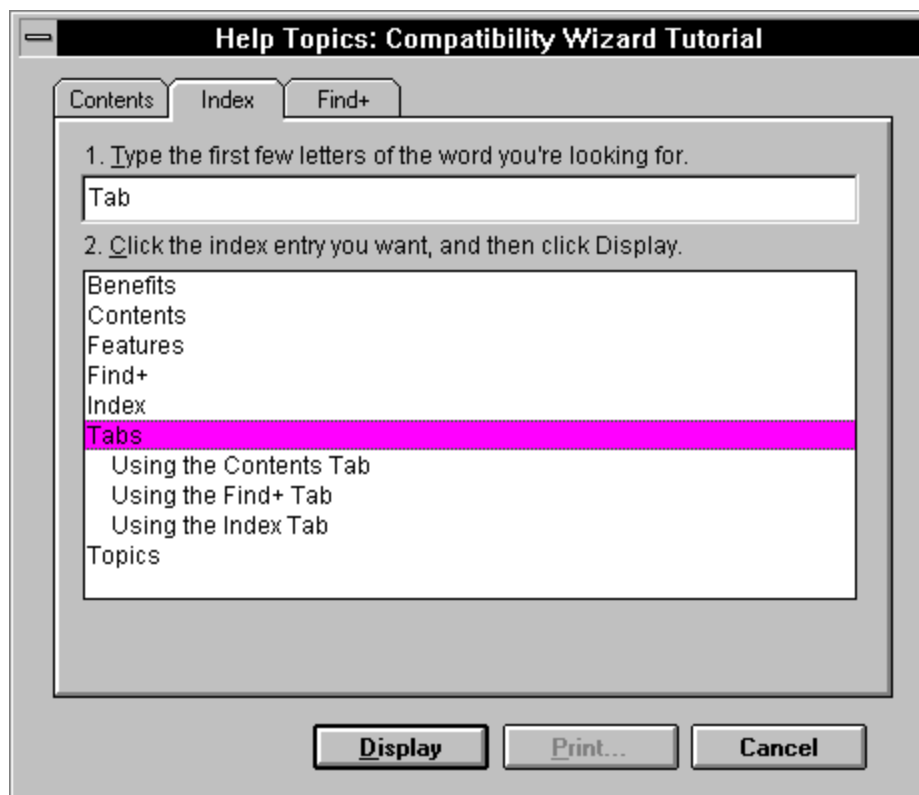 Help Topics: Compatibility Wizard Tutorial
Contents Index Find+
1. Type the first few letters of the word you're looking for.
Tab
2. Click the index entry you want, and then click Display.
Benefits
Contents
Features
Find+
Index
Tabs
Using the Contents Tab
Using the Find+ Tab
Using the Index Tab
Topics
Display Print... Cancel